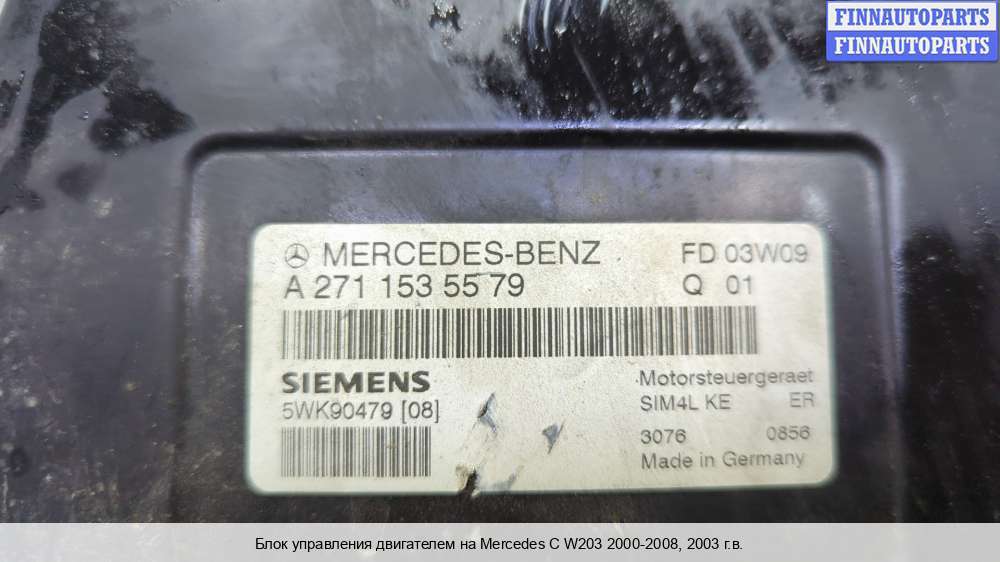 FINNAUTOPARTS
FINNAUTOPARTS
MERCEDES-BENZ FD 03W09
A 271 153 55 79 Q 01
SIEMENS Motorsteuergeraet
5WK90479 [08] SIM4L KE ER
3076 0856
Made in Germany
Блок управления двигателем на Mercedes C W203 2000-2008, 2003 г.в.